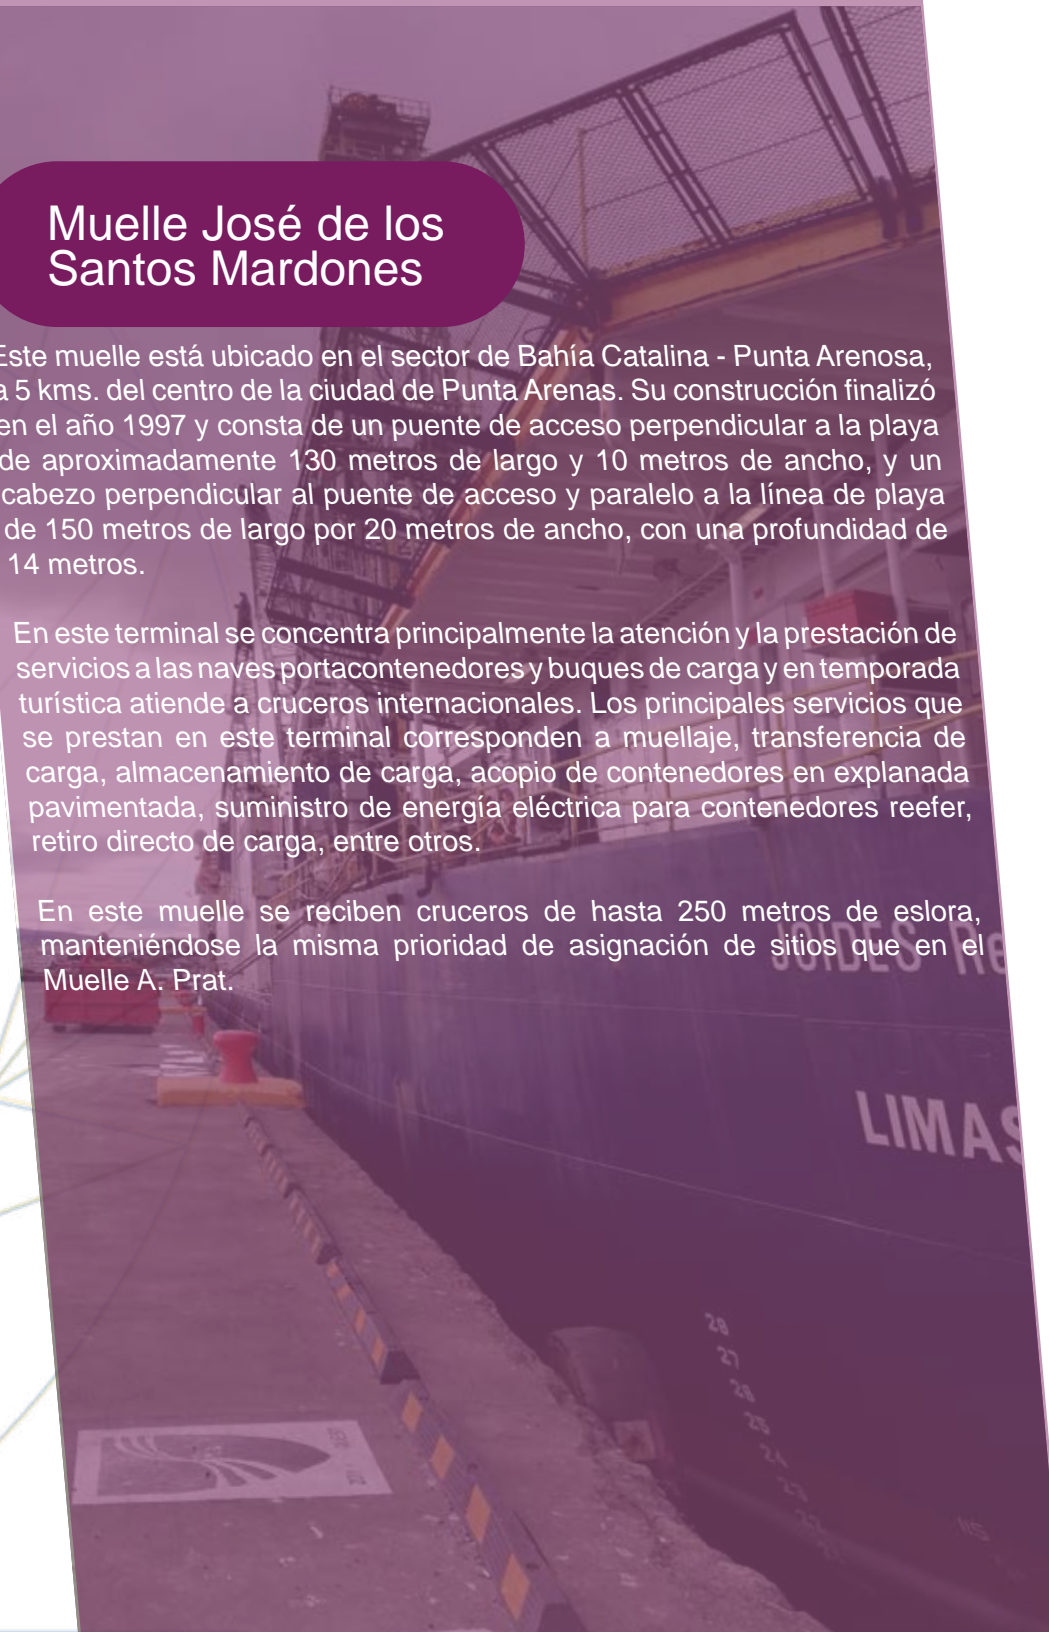 Muelle José de los
Santos Mardones
Este muelle está ubicado en el sector de Bahía Catalina - Punta Arenosa,
a 5 kms. del centro de la ciudad de Punta Arenas. Su construcción finalizó
en el año 1997 y consta de un puente de acceso perpendicular a la playa
de aproximadamente 130 metros de largo y 10 metros de ancho, y un
cabezo perpendicular al puente de acceso y paralelo a la línea de playa
de 150 metros de largo por 20 metros de ancho, con una profundidad de
14 metros.
En este terminal se concentra principalmente la atención y la prestación de
servicios a las naves portacontenedores y buques de carga y en temporada
turística atiende a cruceros internacionales. Los principales servicios que
se prestan en este terminal corresponden a muellaje, transferencia de
carga, almacenamiento de carga, acopio de contenedores en explanada
pavimentada, suministro de energía eléctrica para contenedores reefer,
retiro directo de carga, entre otros.
En este muelle se reciben cruceros de hasta 250 metros de eslora,
manteniéndose la misma prioridad de asignación de sitios que en el
Muelle A. Prat.
JOIDES Re
LIMAS
28
27
26
25
24
23